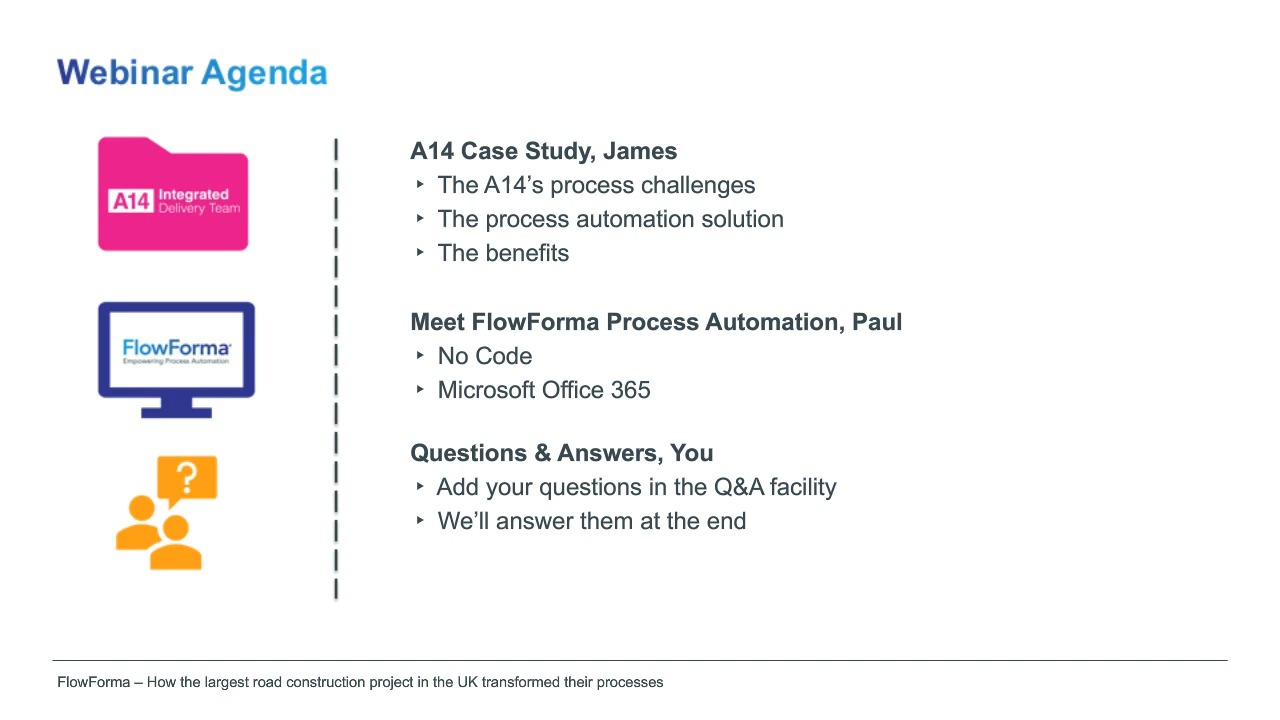 Webinar Agenda
A14 Integrated
Delivery Team
A14 Case Study, James
‣ The A14’s process challenges
‣ The process automation solution
‣ The benefits
FlowForma
Empowering Process Automation
Meet FlowForma Process Automation, Paul
‣ No Code
‣ Microsoft Office 365
?
Questions & Answers, You
‣ Add your questions in the Q&A facility
‣ We’ll answer them at the end
FlowForma – How the largest road construction project in the UK transformed their processes